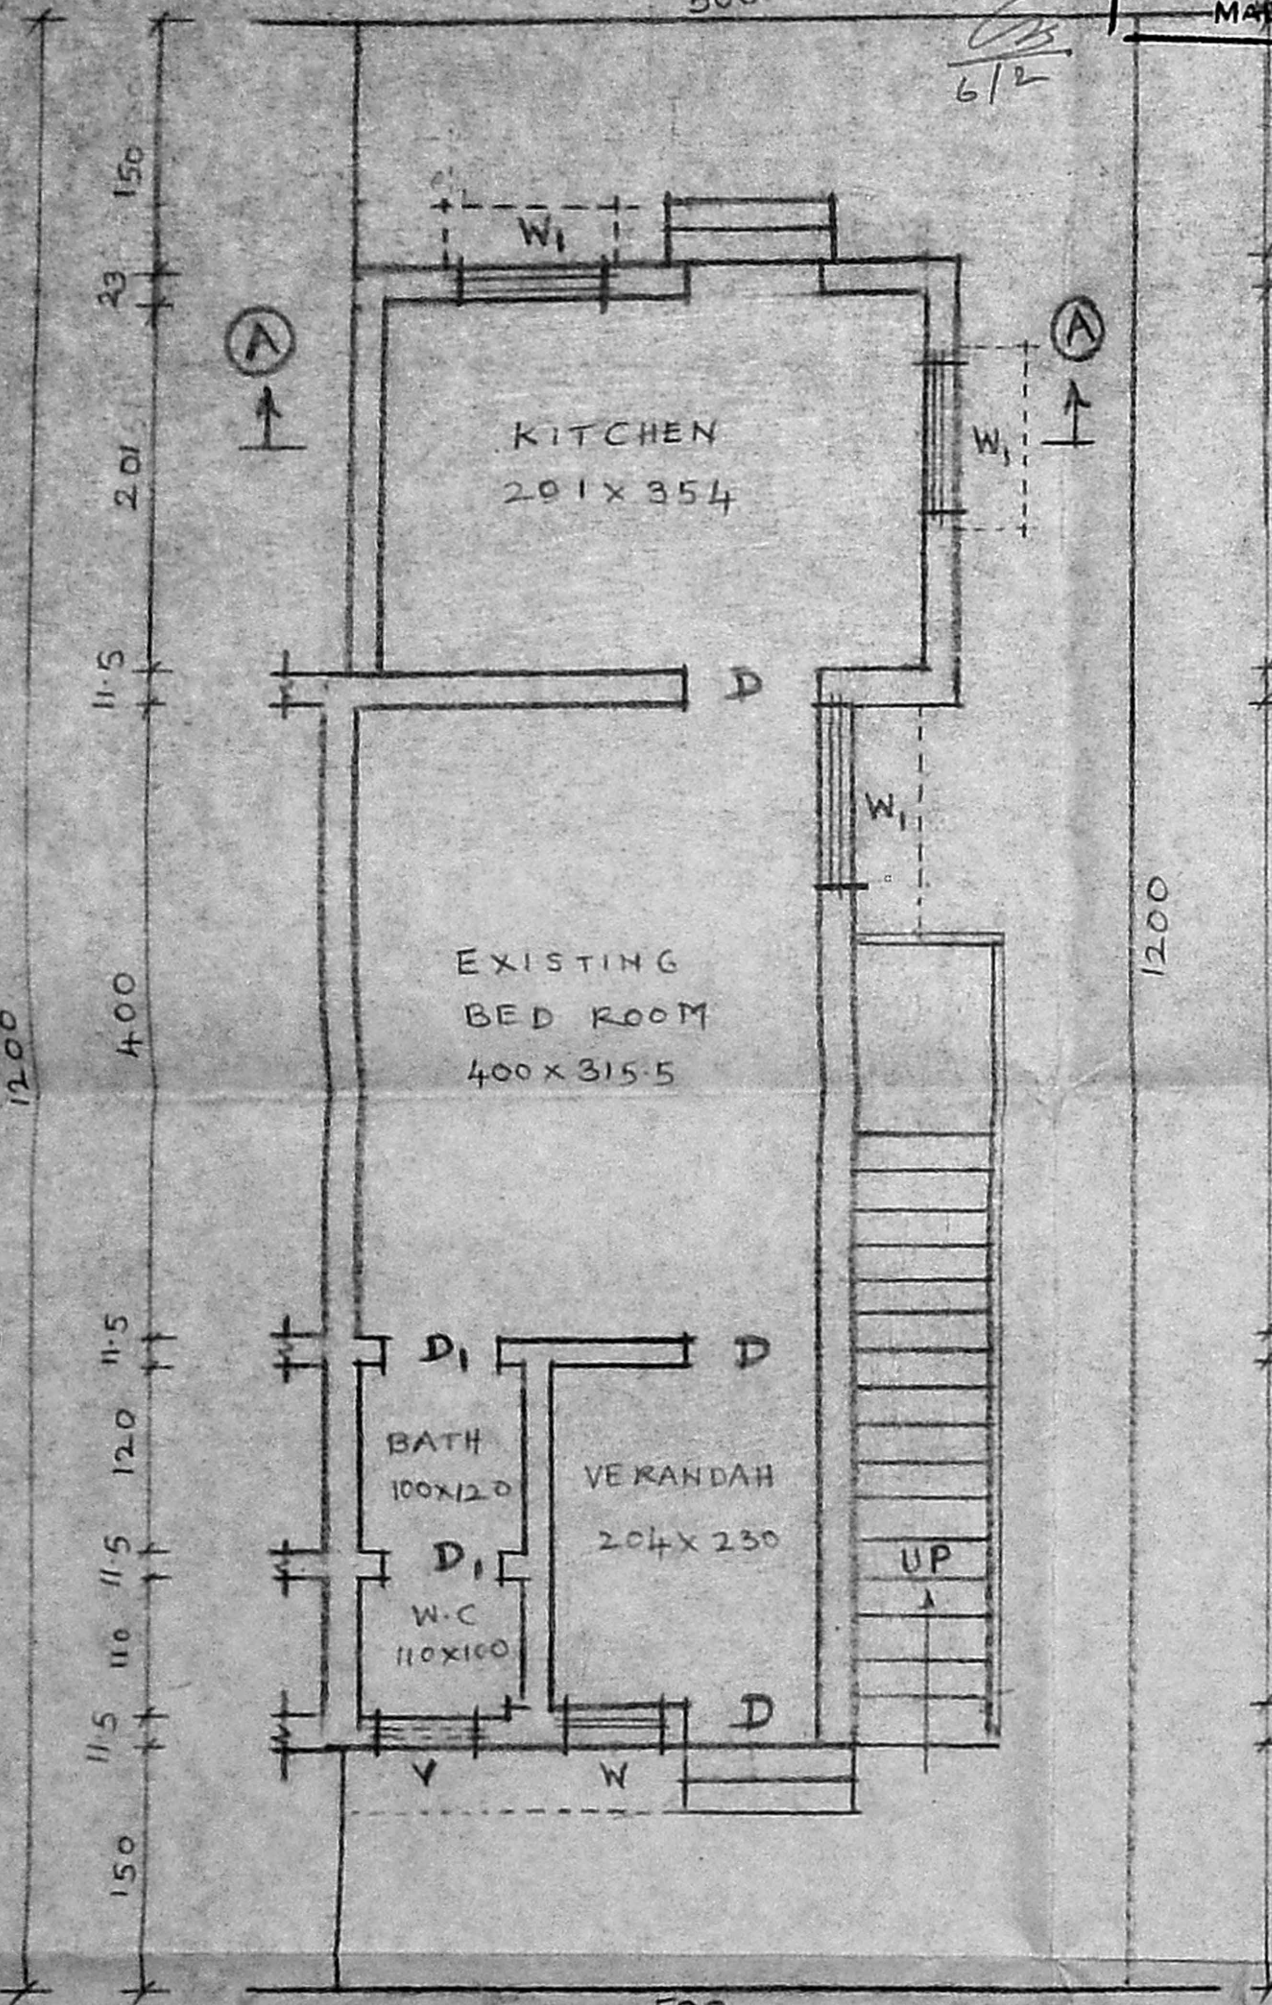 6/2
150
W1
23
A
A
KITCHEN
201 X 354
W1
201
11.5
D
W1
1200
EXISTING
BED ROOM
400 X 315.5
400
1200
11.5
D1
D
BATH
100X120
120
VERANDAH
204 X 230
11.5
D1
UP
W.C
110X100
110
11.5
D
V
W
150